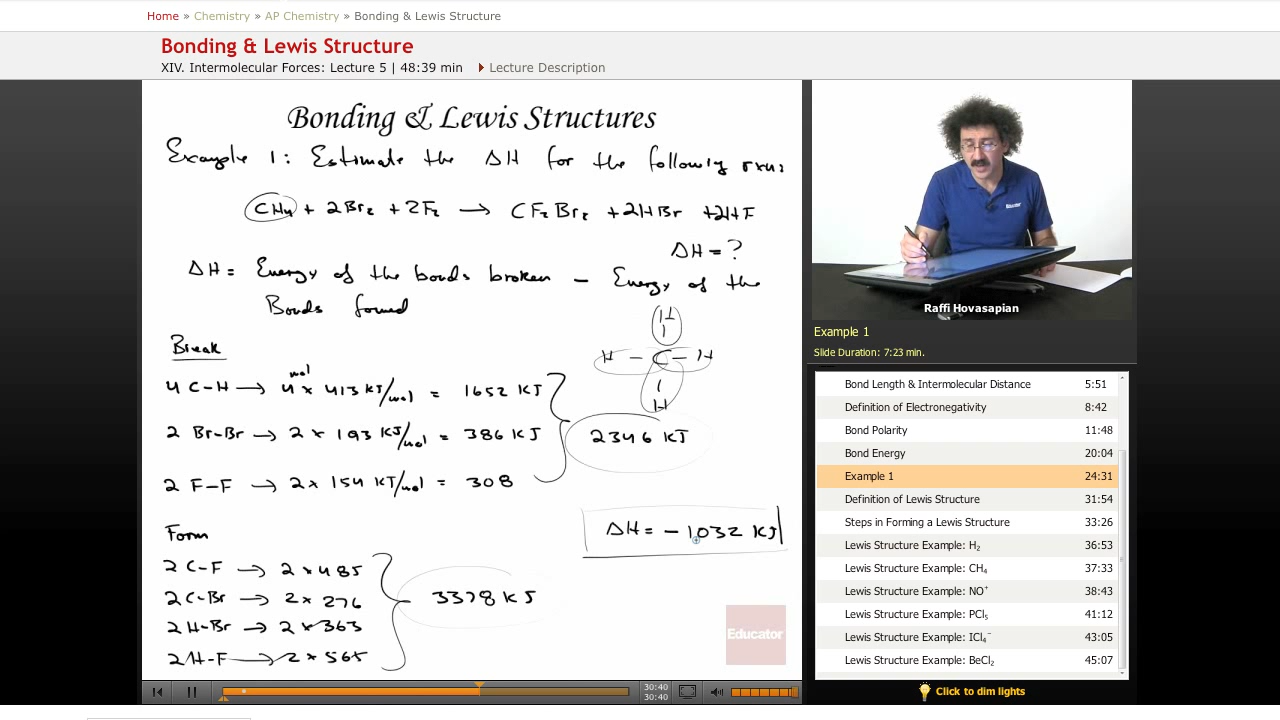 Home » Chemistry » AP Chemistry » Bonding & Lewis Structure
Bonding & Lewis Structure
XIV. Intermolecular Forces: Lecture 5 | 48:39 min Lecture Description
Bonding & Lewis Structures
Example 1: Estimate the ΔH for the following rxn:
CH₄ + 2Br₂ + 2F₂ → CF₂Br₂ + 2HBr + 2HF
ΔH = ?
ΔH = Energy of the bonds broken − Energy of the
Bonds formed
H
H − C − H
H
Break
4 C-H → 4 mol × 413 KJ/mol = 1652 KJ
2 Br-Br → 2 × 193 KJ/mol = 386 KJ
2346 KJ
2 F-F → 2 × 154 KJ/mol = 308
ΔH = − 1032 KJ
Form
2 C-F → 2 × 485
2 C-Br → 2 × 276
3378 KJ
2 H-Br → 2 × 363
2 H-F → 2 × 565
Educator
30:40
30:40
Educator
Raffi Hovasapian
Example 1
Slide Duration: 7:23 min.
Bond Length & Intermolecular Distance 5:51
Definition of Electronegativity 8:42
Bond Polarity 11:48
Bond Energy 20:04
Example 1 24:31
Definition of Lewis Structure 31:54
Steps in Forming a Lewis Structure 33:26
Lewis Structure Example: H₂ 36:53
Lewis Structure Example: CH₄ 37:33
Lewis Structure Example: NO⁺ 38:43
Lewis Structure Example: PCl₅ 41:12
Lewis Structure Example: ICl₄⁻ 43:05
Lewis Structure Example: BeCl₂ 45:07
Click to dim lights